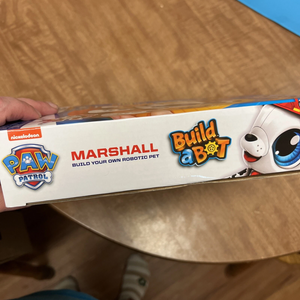 nickelodeon
PAW
PATROL
MARSHALL
BUILD YOUR OWN ROBOTIC PET
Build
a BOT